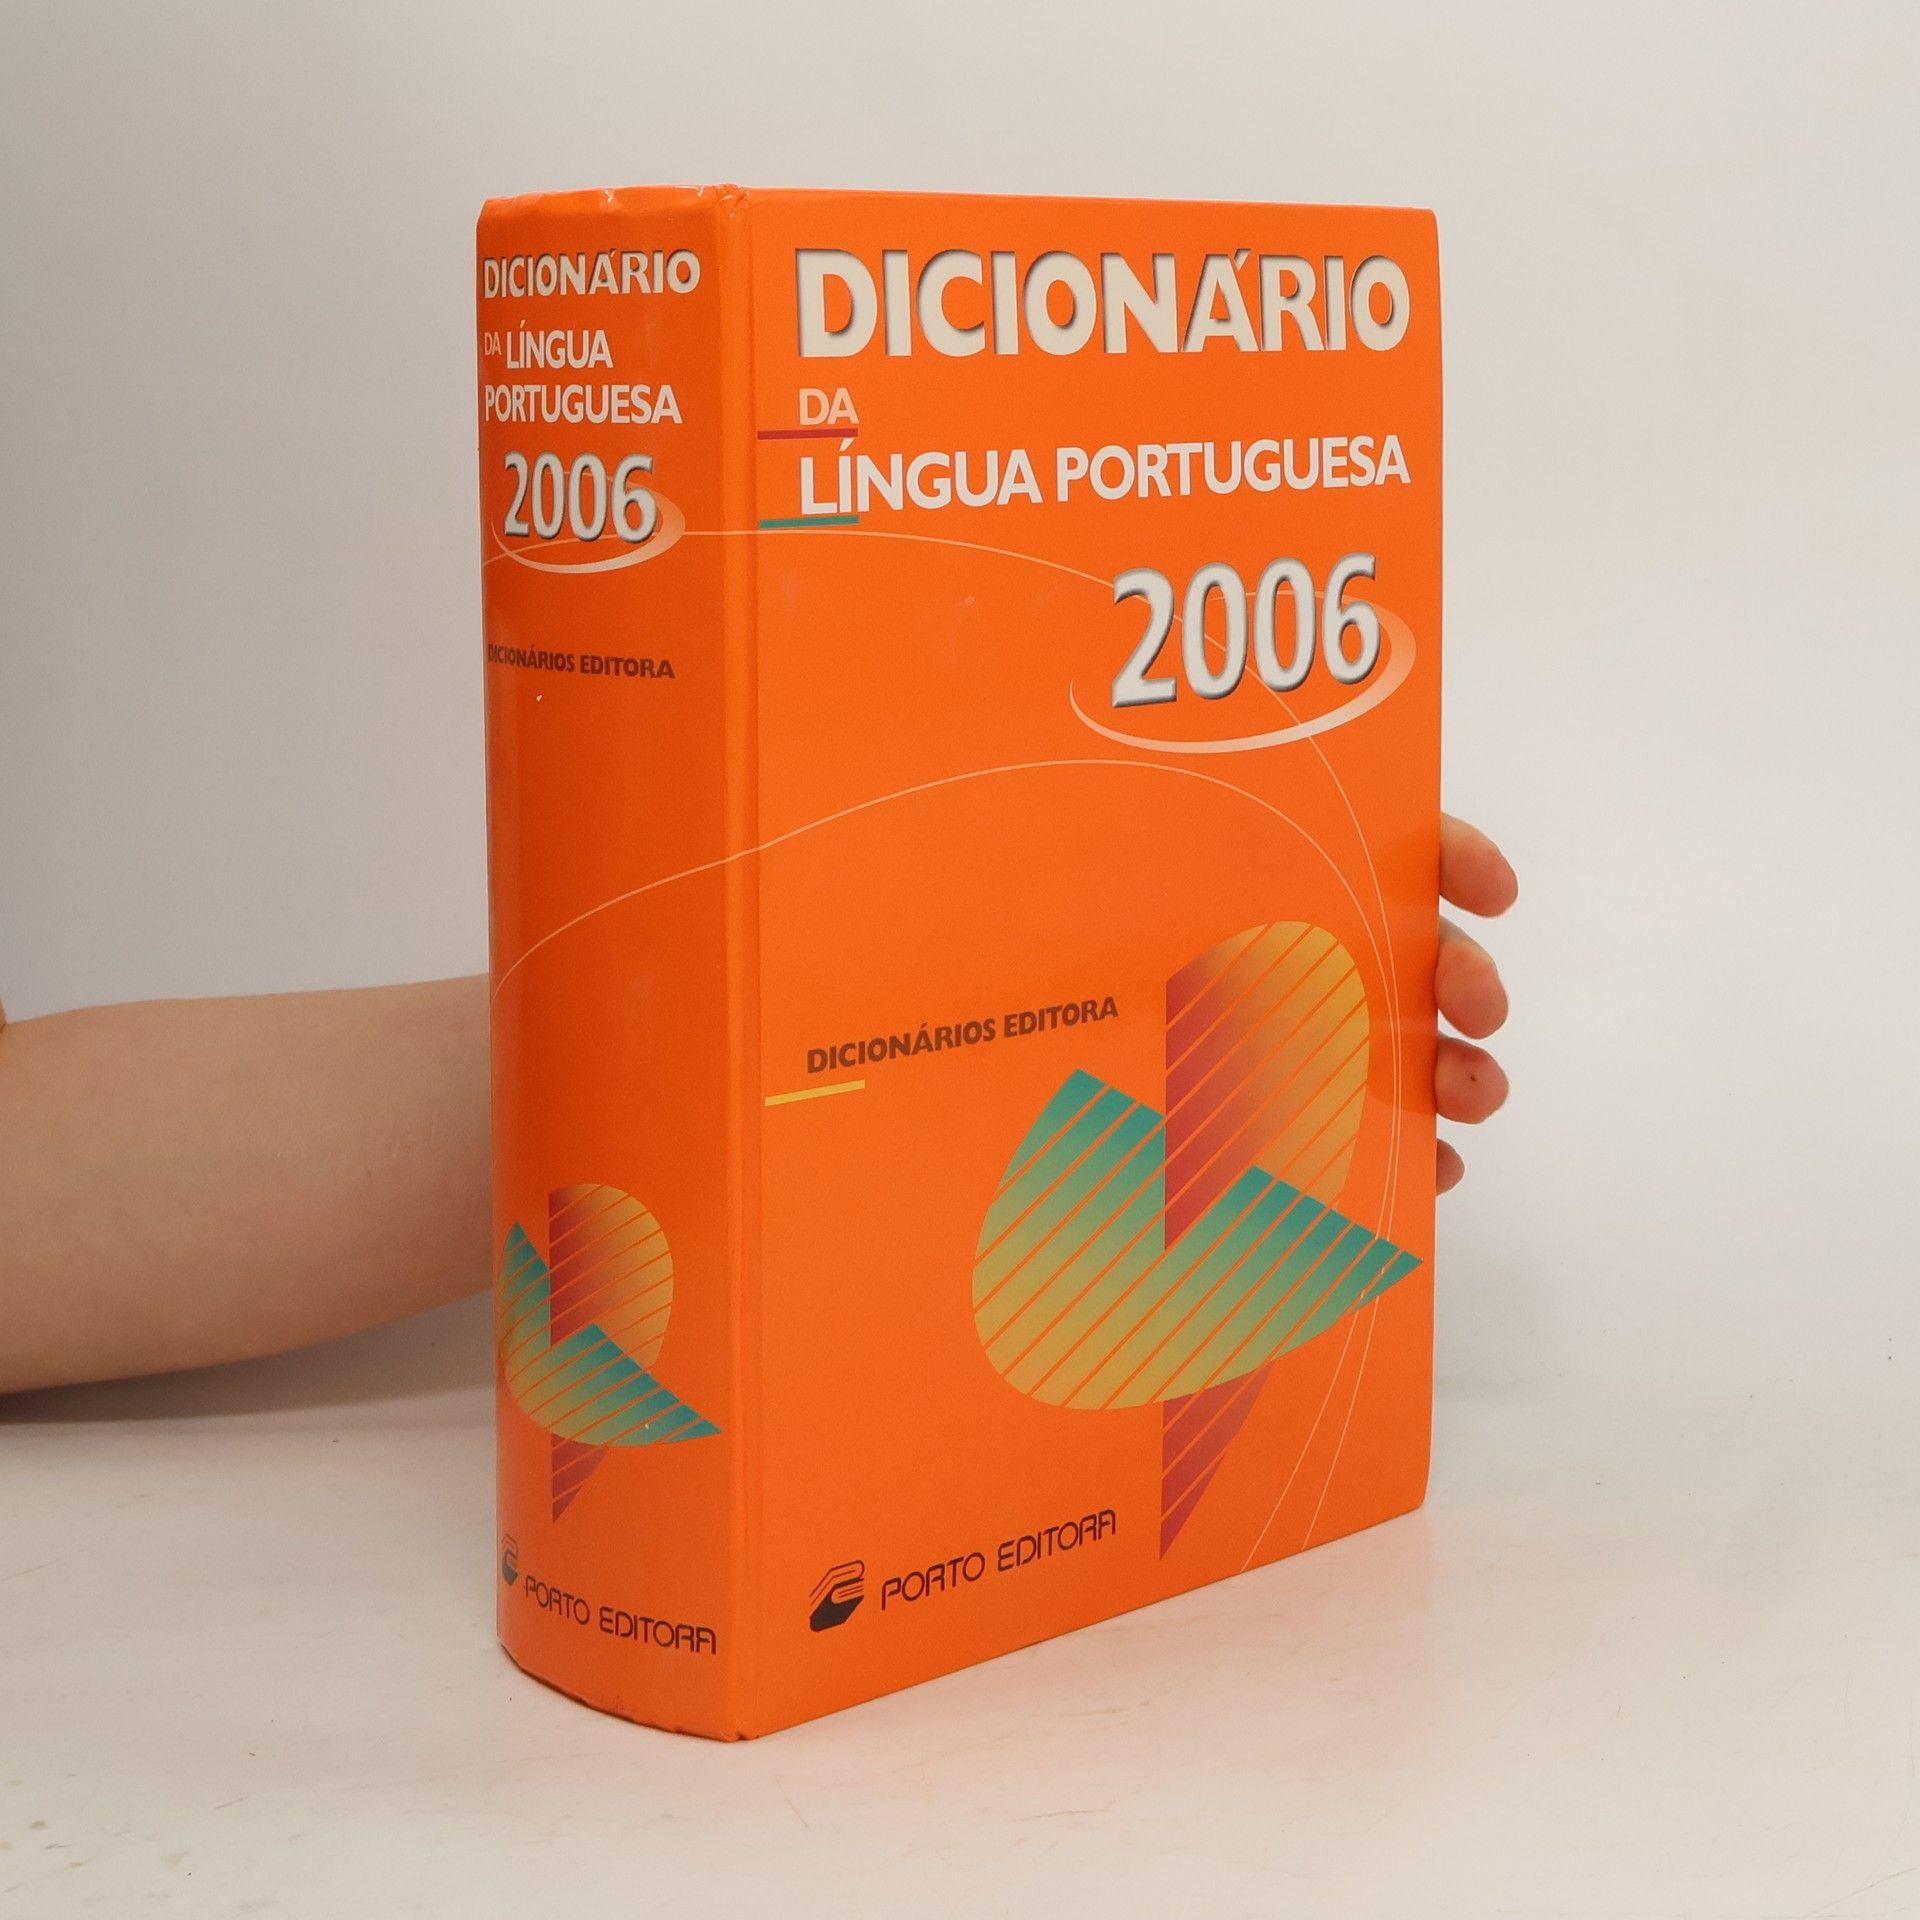 DICIONÁRIO
DA LÍNGUA
PORTUGUESA
2006
DICIONÁRIOS EDITORA
PORTO EDITORA
DICIONÁRIO
DA
LÍNGUA PORTUGUESA
2006
DICIONÁRIOS EDITORA
PORTO EDITORA